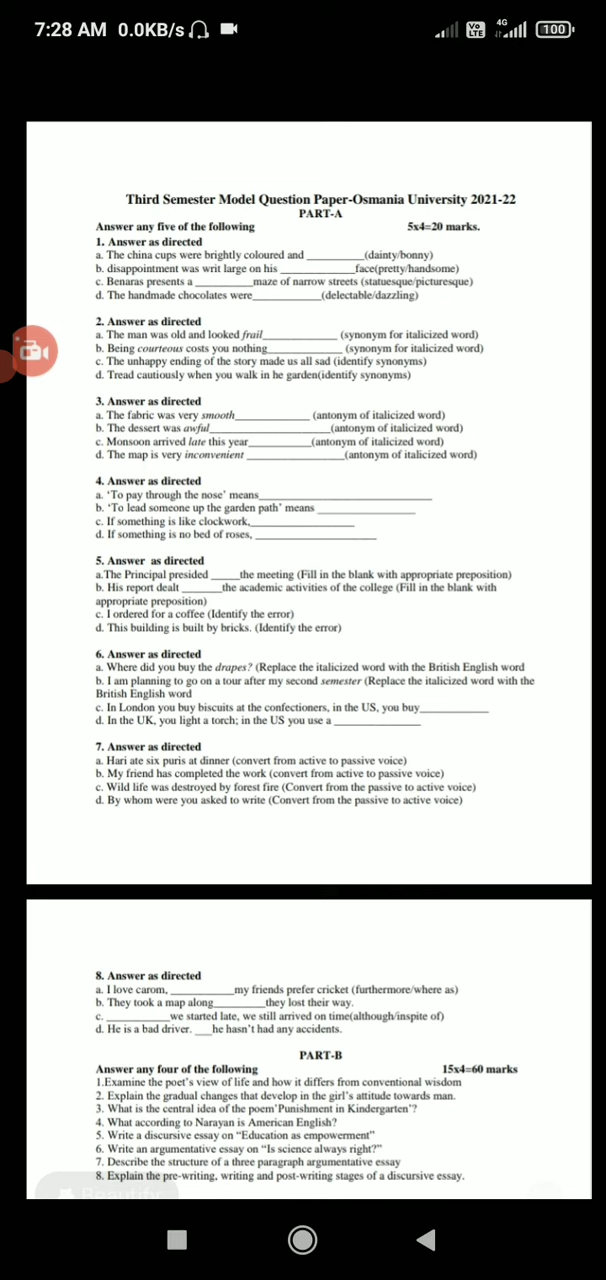 7:28 AM 0.0KB/s Vo LTE 4G 100
Third Semester Model Question Paper-Osmania University 2021-22
PART-A
Answer any five of the following 5x4=20 marks.
1. Answer as directed
a. The china cups were brightly coloured and __________(dainty/bonny)
b. disappointment was writ large on his ____________face(pretty/handsome)
c. Benaras presents a __________maze of narrow streets (statuesque/picturesque)
d. The handmade chocolates were____________(delectable/dazzling)
2. Answer as directed
a. The man was old and looked frail_____________ (synonym for italicized word)
b. Being courteous costs you nothing_____________ (synonym for italicized word)
c. The unhappy ending of the story made us all sad (identify synonyms)
d. Tread cautiously when you walk in he garden(identify synonyms)
3. Answer as directed
a. The fabric was very smooth_____________ (antonym of italicized word)
b. The dessert was awful_____________________(antonym of italicized word)
c. Monsoon arrived late this year___________(antonym of italicized word)
d. The map is very inconvenient _________________(antonym of italicized word)
4. Answer as directed
a. ‘To pay through the nose’ means______________________________
b. ‘To lead someone up the garden path’ means _________________
c. If something is like clockwork,__________________
d. If something is no bed of roses, _____________________
5. Answer as directed
a.The Principal presided _____the meeting (Fill in the blank with appropriate preposition)
b. His report dealt _______the academic activities of the college (Fill in the blank with
appropriate preposition)
c. I ordered for a coffee (Identify the error)
d. This building is built by bricks. (Identify the error)
6. Answer as directed
a. Where did you buy the drapes? (Replace the italicized word with the British English word
b. I am planning to go on a tour after my second semester (Replace the italicized word with the
British English word
c. In London you buy biscuits at the confectioners, in the US, you buy____________
d. In the UK, you light a torch; in the US you use a _______________
7. Answer as directed
a. Hari ate six puris at dinner (convert from active to passive voice)
b. My friend has completed the work (convert from active to passive voice)
c. Wild life was destroyed by forest fire (Convert from the passive to active voice)
d. By whom were you asked to write (Convert from the passive to active voice)
8. Answer as directed
a. I love carom, ___________my friends prefer cricket (furthermore/where as)
b. They took a map along_________they lost their way.
c. ___________we started late, we still arrived on time(although/inspite of)
d. He is a bad driver. ___he hasn’t had any accidents.
PART-B
Answer any four of the following 15x4=60 marks
1.Examine the poet’s view of life and how it differs from conventional wisdom
2. Explain the gradual changes that develop in the girl’s attitude towards man.
3. What is the central idea of the poem‘Punishment in Kindergarten’?
4. What according to Narayan is American English?
5. Write a discursive essay on “Education as empowerment”
6. Write an argumentative essay on “Is science always right?”
7. Describe the structure of a three paragraph argumentative essay
8. Explain the pre-writing, writing and post-writing stages of a discursive essay.